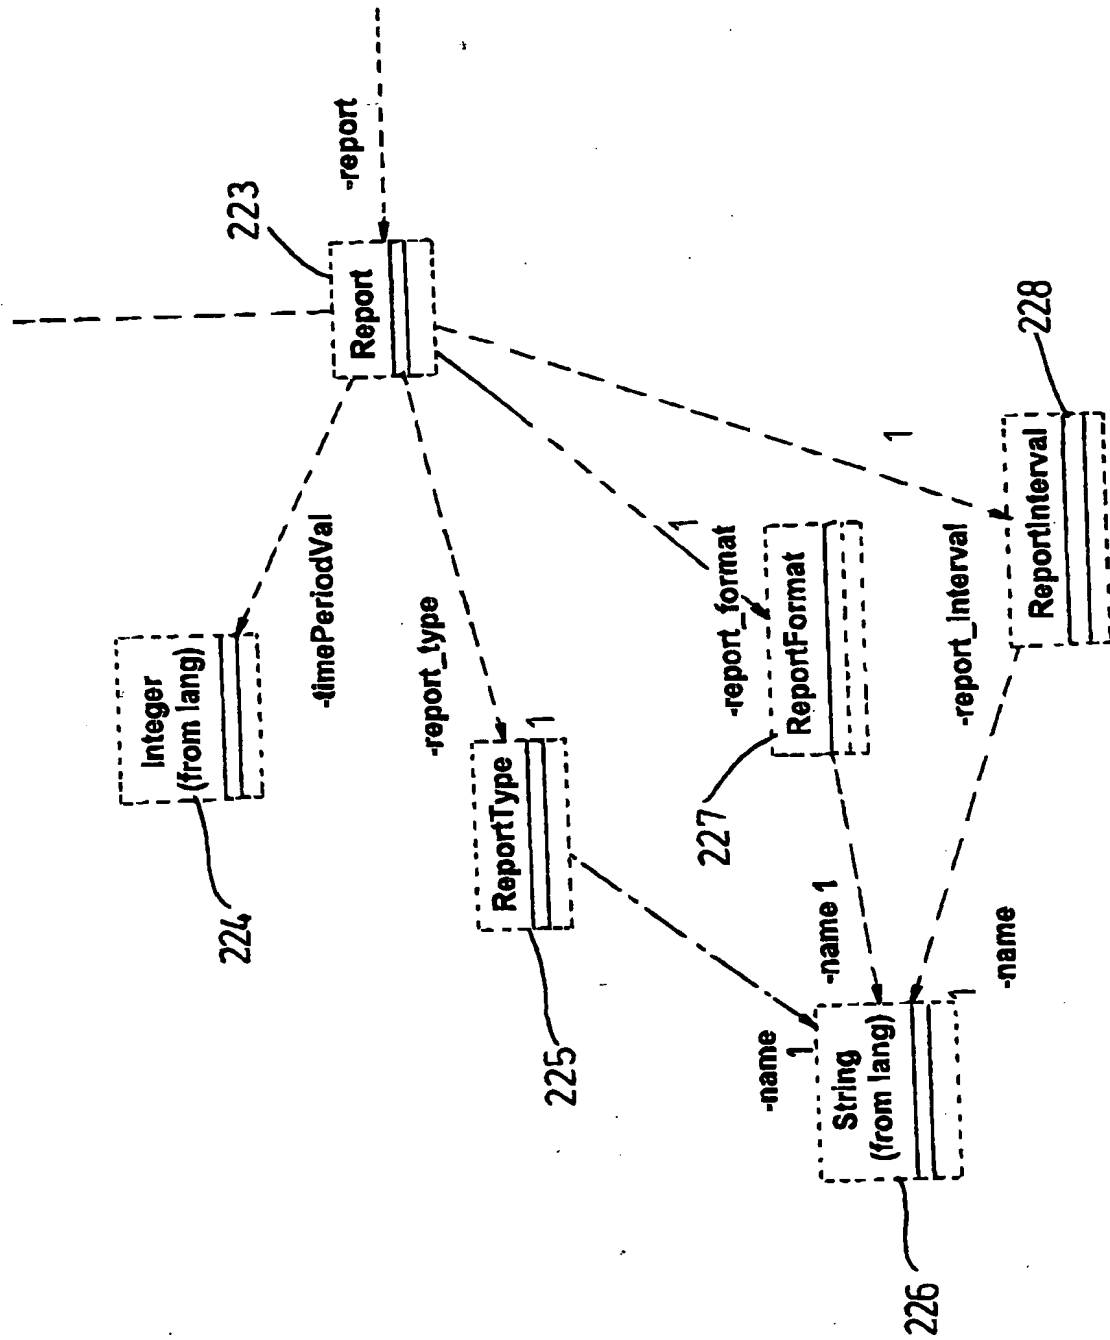 223
Report
-report
Integer
(from lang)
224
-timePeriodVal
-report_type
ReportType
1
225
1
-report_format
ReportFormat
227
1
-report_Interval
ReportInterval
228
-name
1
-name 1
-name
1
String
(from lang)
226